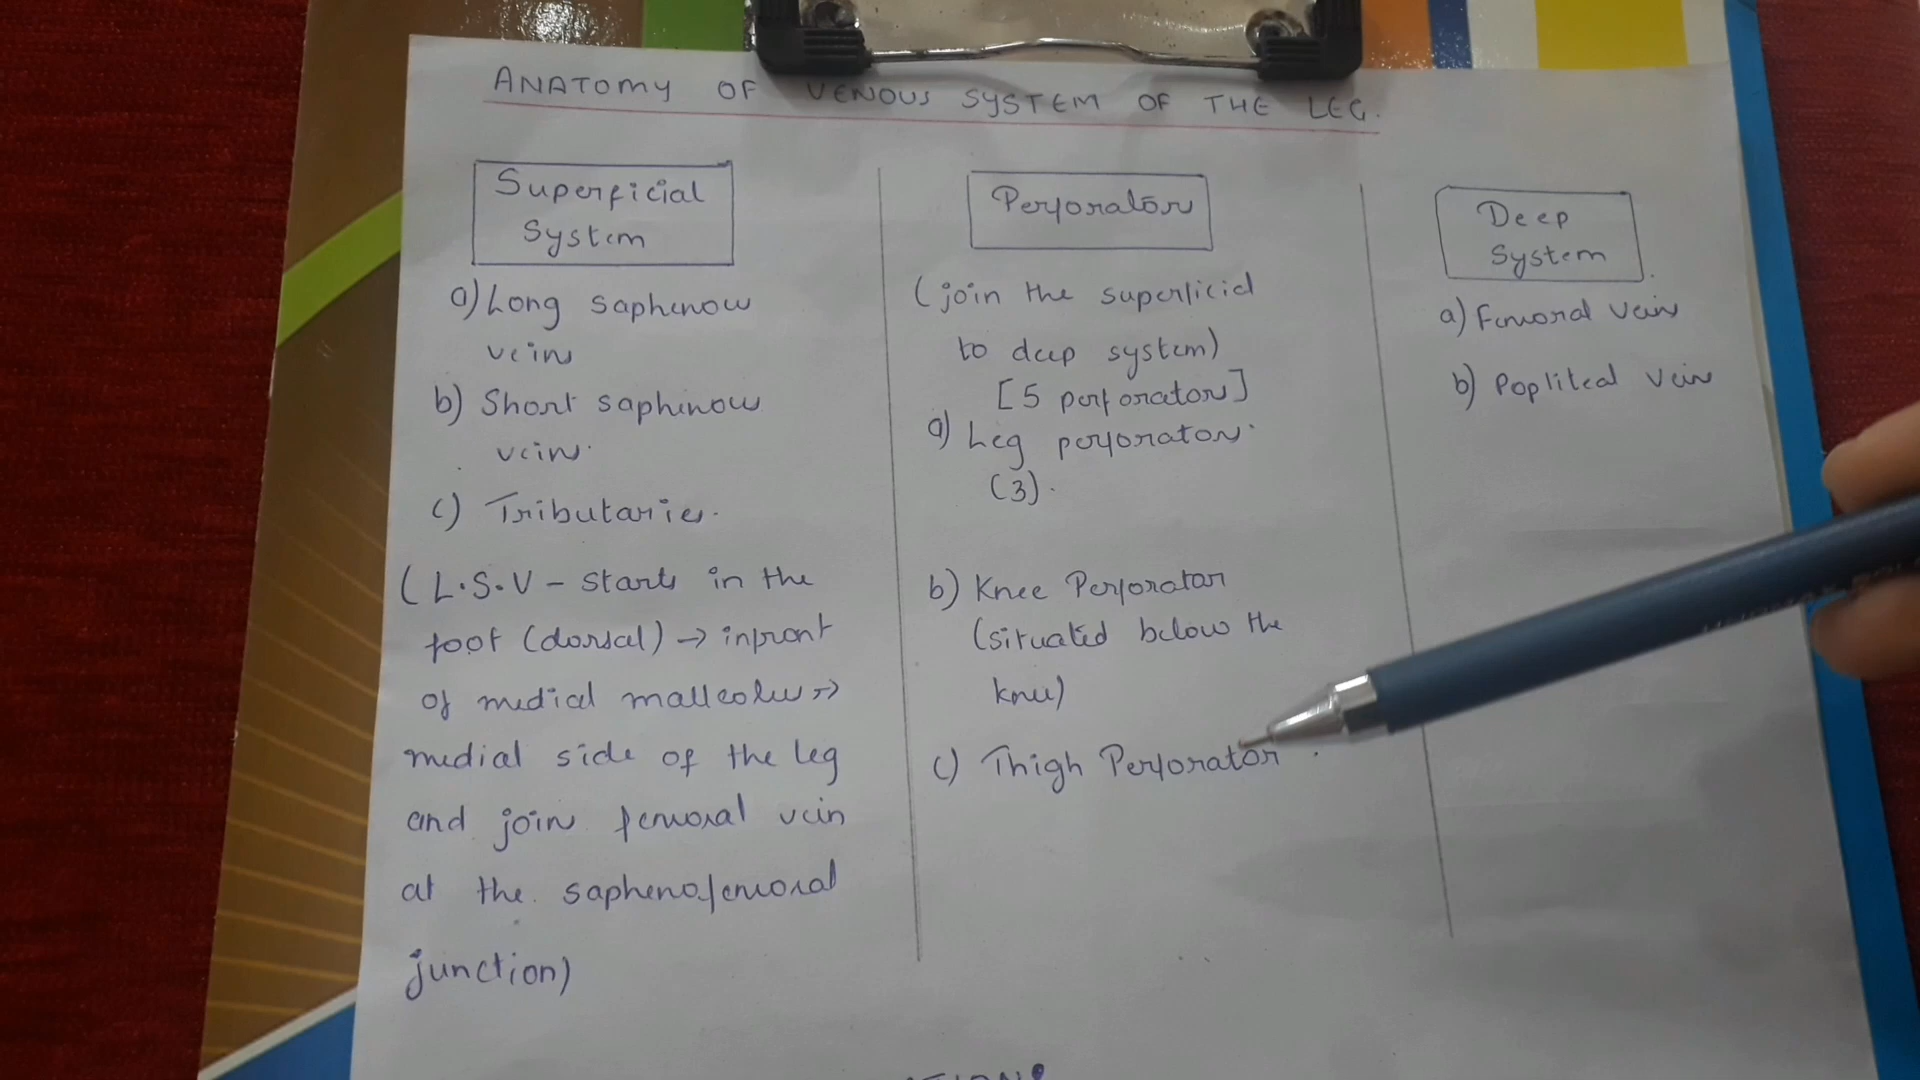 ANATOMY OF VENOUS SYSTEM OF THE LEG.
Superficial
System
a) Long saphenous
vein
b) Short saphenous
vein.
c) Tributaries.
(L.S.V - starts in the
foot (dorsal) → infront
of medial malleolus →
medial side of the leg
and join femoral vein
at the saphenofemoral
junction)
Perforators
(join the superficial
to deep system)
[5 perforators]
a) Leg perforators.
(3).
b) Knee Perforator
(situated below the
knee)
c) Thigh Perforator.
Deep
System
a) Femoral vein
b) Popliteal vein